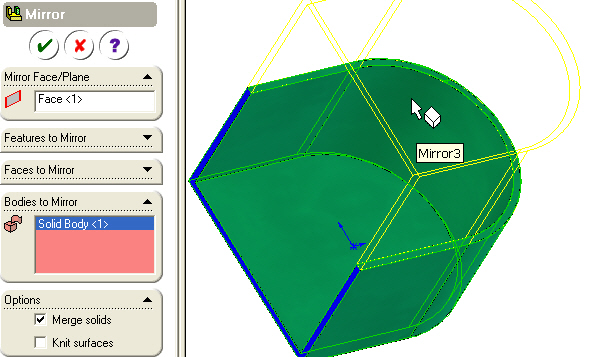 Mirror
?
Mirror Face/Plane
Face <1>
Features to Mirror
Faces to Mirror
Bodies to Mirror
Solid Body <1>
Options
Merge solids
Knit surfaces
Mirror3